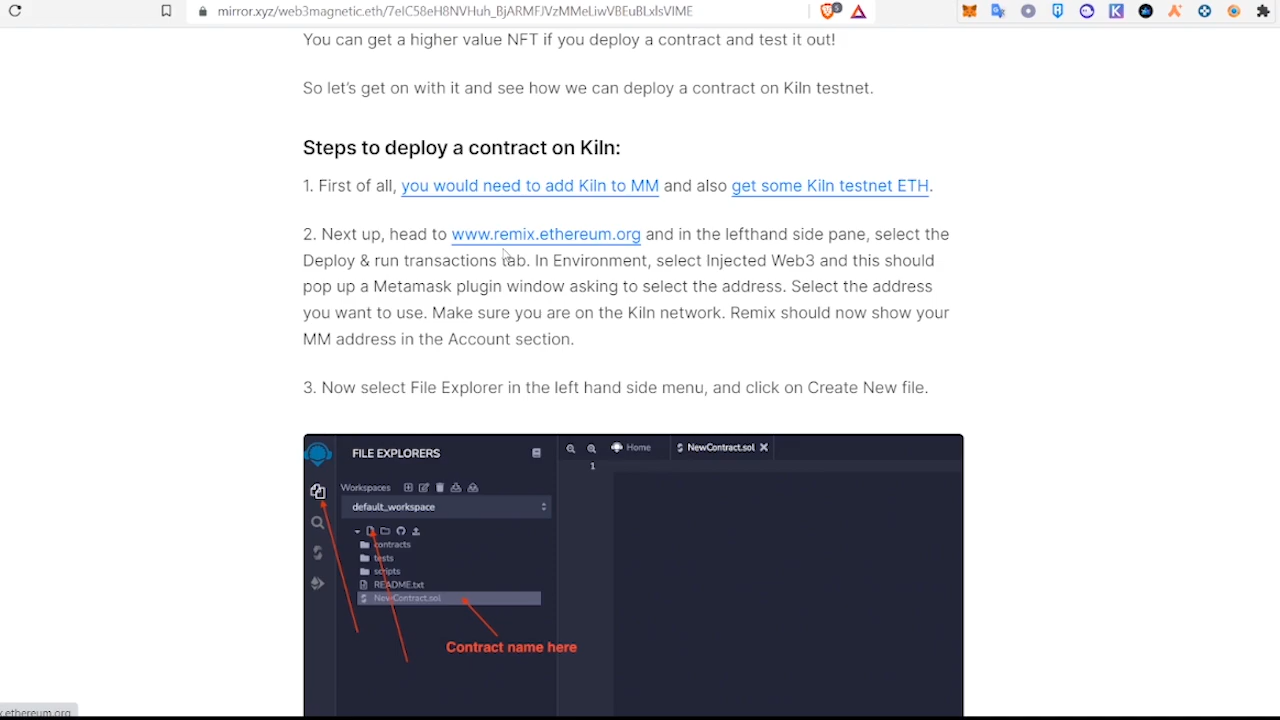 mirror.xyz/web3magnetic.eth/7eIC58eH8NVHuh_BjARMFJVzMMeLiwVBEuBLxlsVIME
You can get a higher value NFT if you deploy a contract and test it out!
So let's get on with it and see how we can deploy a contract on Kiln testnet.
Steps to deploy a contract on Kiln:
1. First of all, you would need to add Kiln to MM and also get some Kiln testnet ETH.
2. Next up, head to www.remix.ethereum.org and in the lefthand side pane, select the
Deploy & run transactions tab. In Environment, select Injected Web3 and this should
pop up a Metamask plugin window asking to select the address. Select the address
you want to use. Make sure you are on the Kiln network. Remix should now show your
MM address in the Account section.
3. Now select File Explorer in the left hand side menu, and click on Create New file.
FILE EXPLORERS
Home
NewContract.sol
1
Workspaces
default_workspace
contracts
tests
scripts
README.txt
NewContract.sol
Contract name here
x.ethereum.org